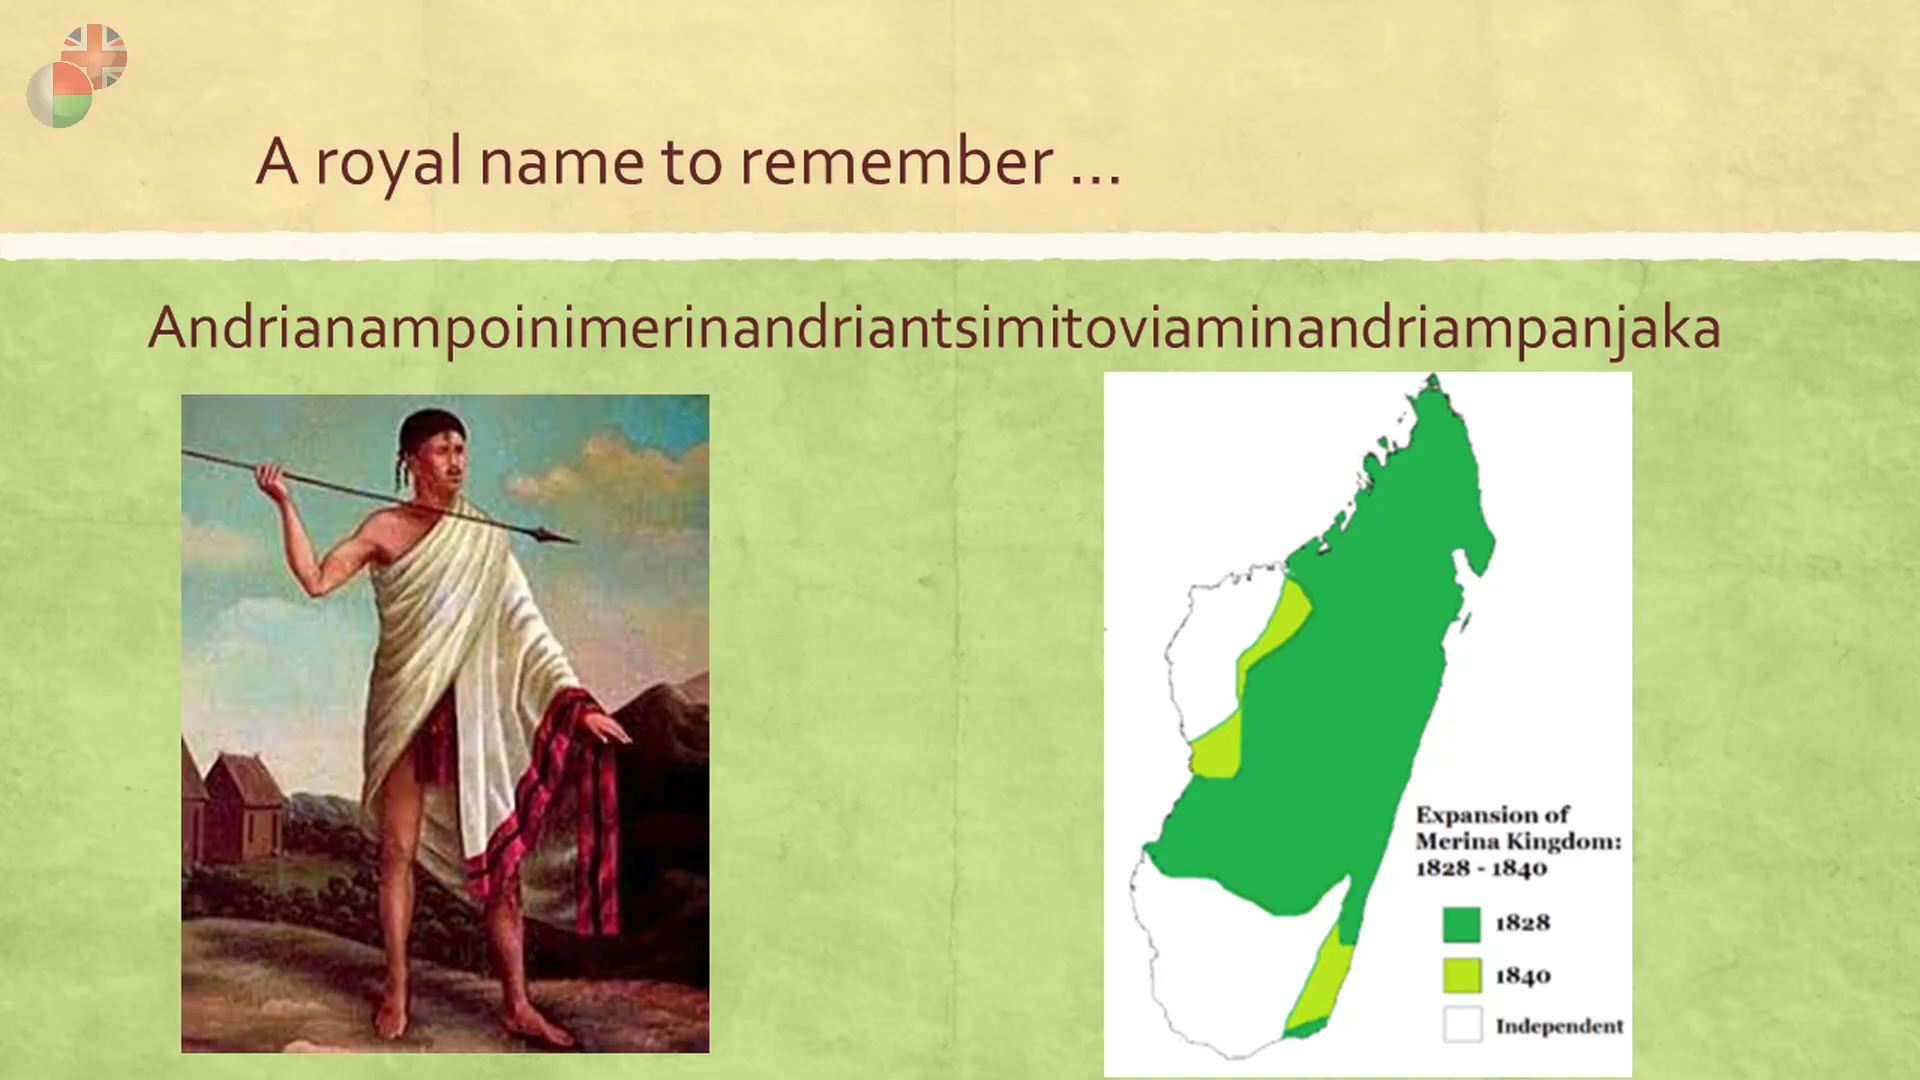 A royal name to remember ...
Andrianampoinimerinandriantsimitoviaminandriampanjaka
Expansion of
Merina Kingdom:
1828 - 1840
1828
1840
Independent